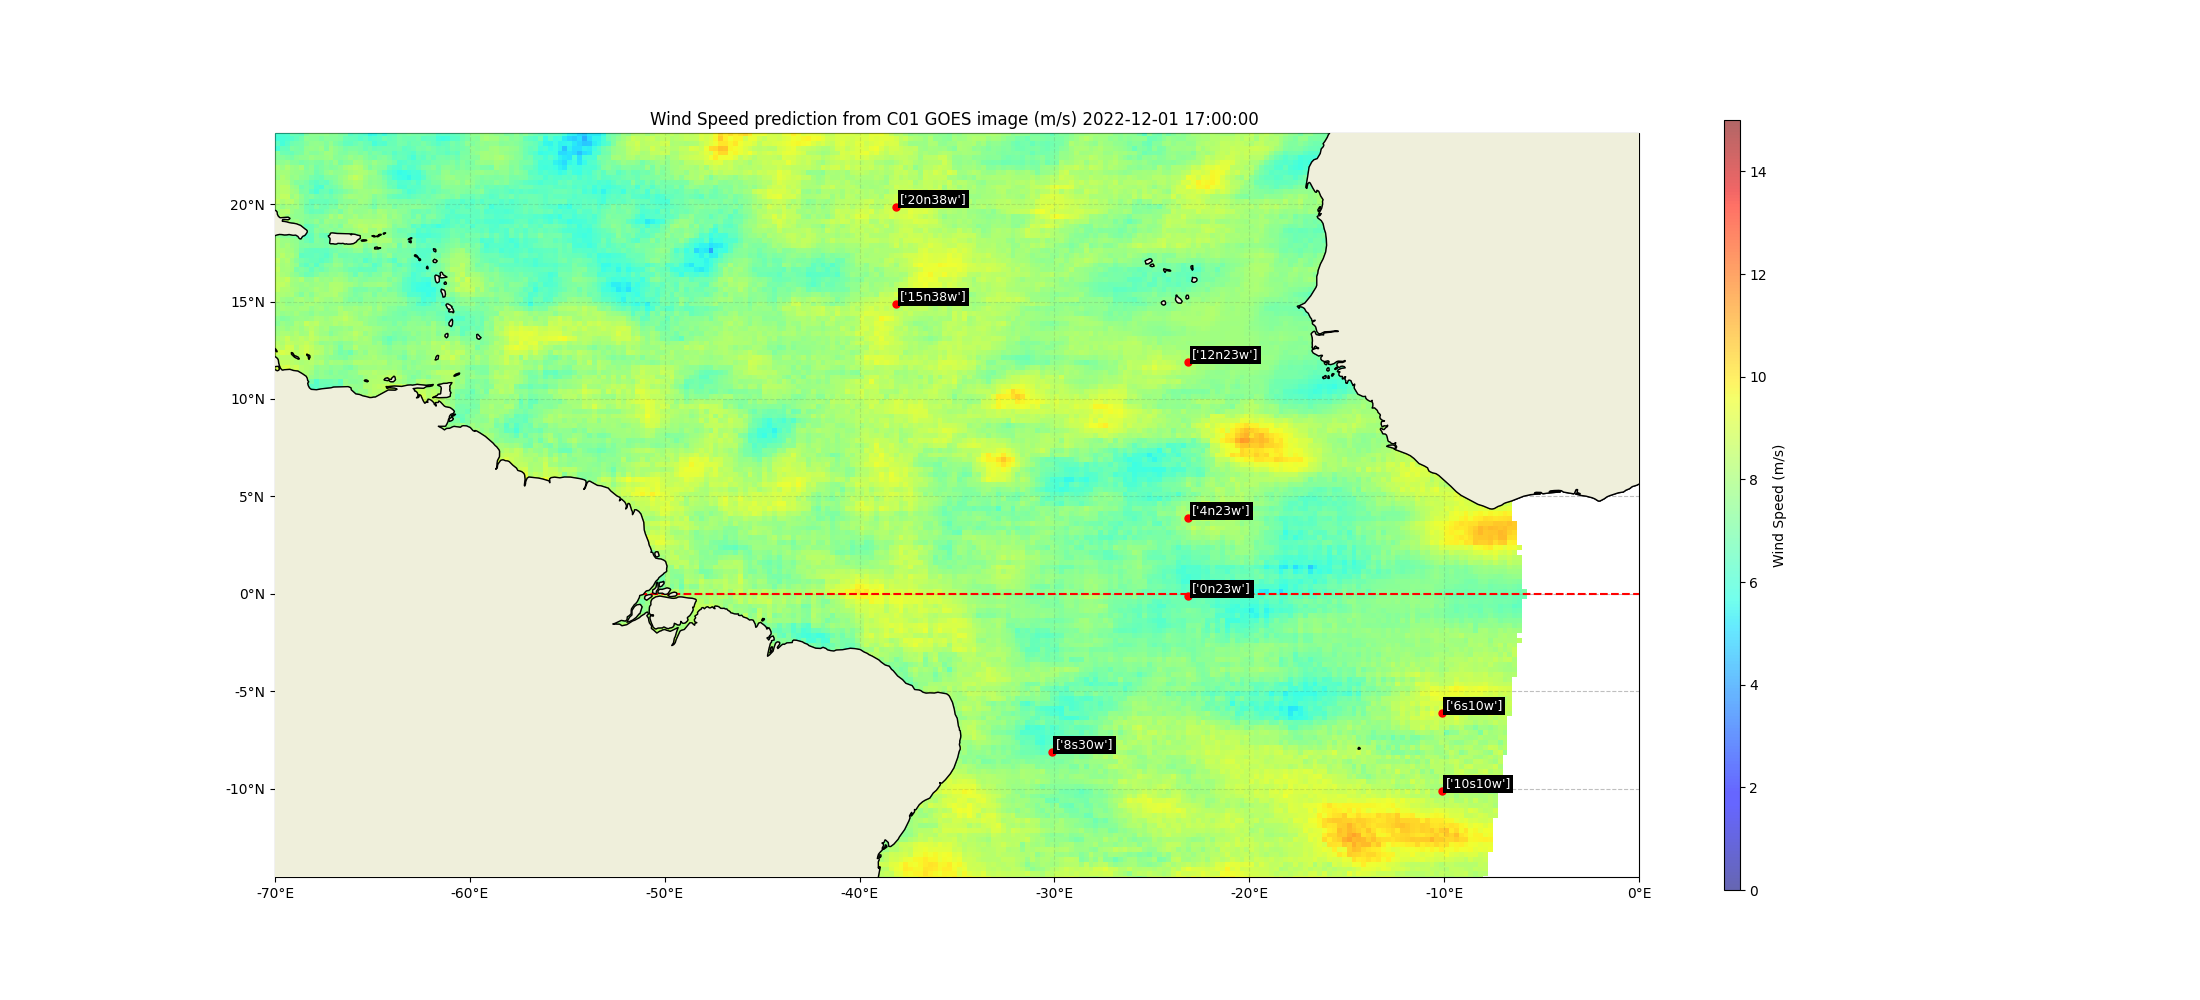 Wind Speed prediction from C01 GOES image (m/s) 2022-12-01 17:00:00
14
20°N
['20n38w']
15°N
['15n38w']
12
['12n23w']
10°N
10
Wind Speed (m/s)
5°N
['4n23w']
8
0°N
['0n23w']
6
-5°N
['6s10w']
4
['8s30w']
-10°N
['10s10w']
2
0
-70°E
-60°E
-50°E
-40°E
-30°E
-20°E
-10°E
0°E